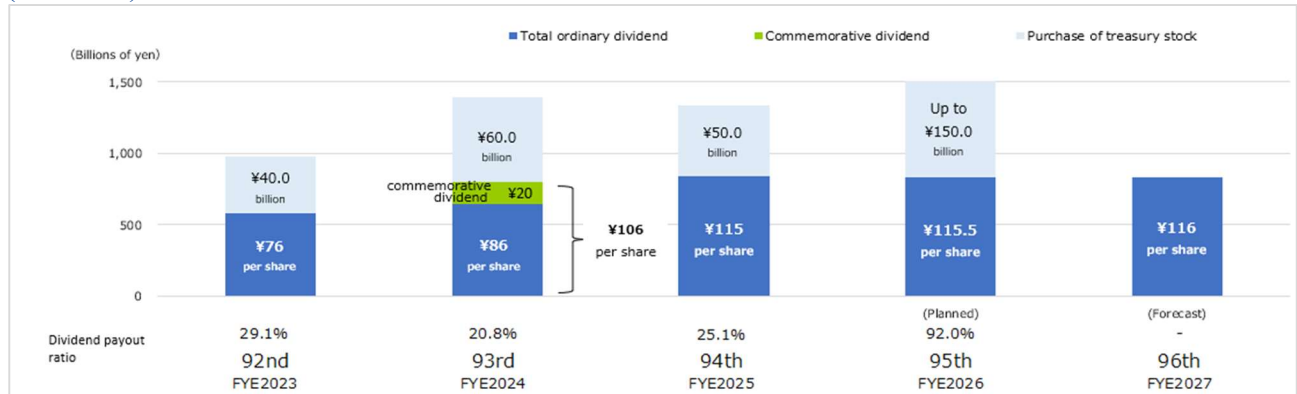 Total ordinary dividend
Commemorative dividend
Purchase of treasury stock
(Billions of yen)
1,500
1,000
500
0
¥40.0
billion
¥76
per share
¥60.0
billion
commemorative
dividend
¥20
¥86
per share
¥106
per share
¥50.0
billion
¥115
per share
Up to
¥150.0
billion
¥115.5
per share
¥116
per share
(Planned)
(Forecast)
Dividend payout
ratio
29.1%
20.8%
25.1%
92.0%
-
92nd
93rd
94th
95th
96th
FYE2023
FYE2024
FYE2025
FYE2026
FYE2027